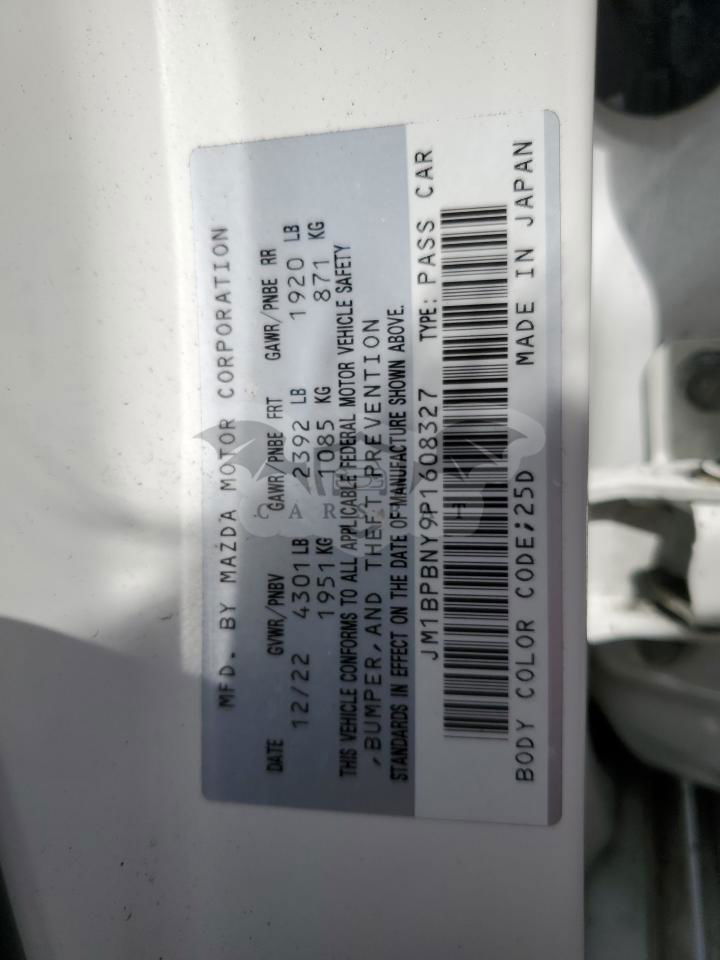 MFD. BY MAZDA MOTOR CORPORATION
DATE GVWR/PNBV GAWR/PNBE FRT GAWR/PNBE RR
12/22 4301 LB 2392 LB 1920 LB
1951 KG 1085 KG 871 KG
THIS VEHICLE CONFORMS TO ALL APPLICABLE FEDERAL MOTOR VEHICLE SAFETY
,BUMPER,AND THEFT PREVENTION
STANDARDS IN EFFECT ON THE DATE OF MANUFACTURE SHOWN ABOVE.
JM1BPBNY9P1608327 TYPE: PASS CAR
BODY COLOR CODE;25D MADE IN JAPAN